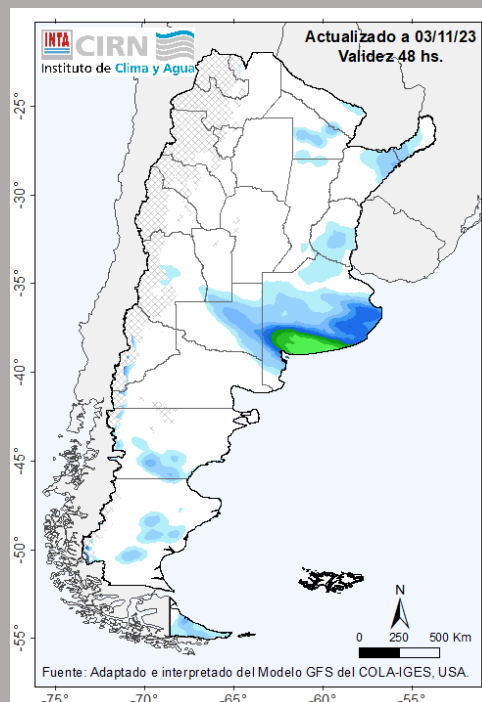 INTA CIRN
Instituto de Clima y Agua
Actualizado a 03/11/23
Validez 48 hs.
-25°
-30°
-35°
-40°
-45°
-50°
-55°
N
0 250 500 Km
Fuente: Adaptado e interpretado del Modelo GFS del COLA-IGES, USA.
-75° -70° -65° -60° -55°